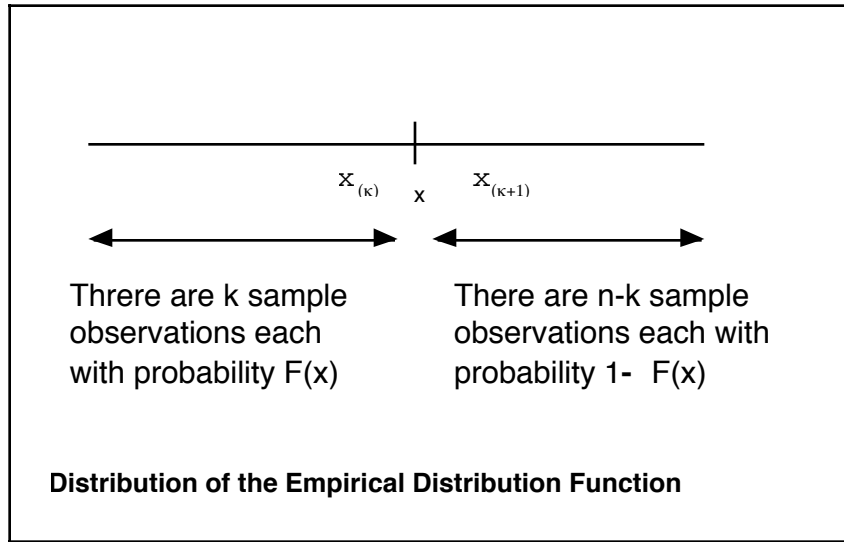 x(κ) x x(κ+1)
Threre are k sample
observations each
with probability F(x)
There are n-k sample
observations each with
probability 1- F(x)
Distribution of the Empirical Distribution Function